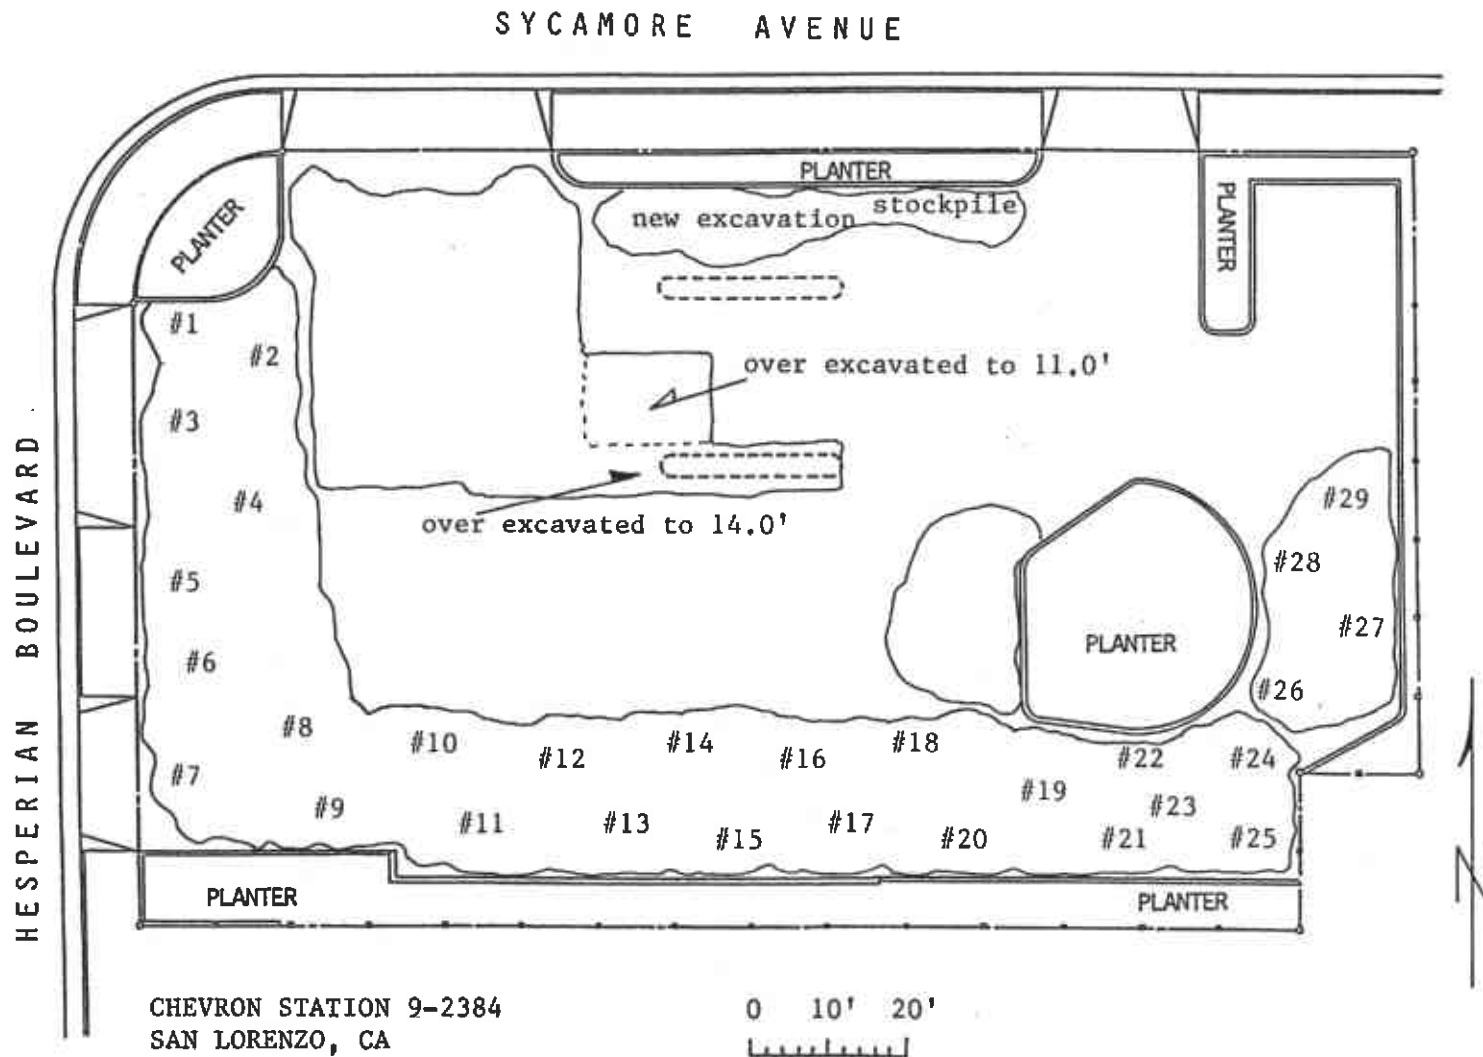 SYCAMORE AVENUE
PLANTER
PLANTER
PLANTER
new excavation stockpile
#1
#2
over excavated to 11.0'
#3
HESPERIAN BOULEVARD
#4
over excavated to 14.0'
#29
#28
#5
#27
#6
PLANTER
#26
#8
#10
#12
#14
#16
#18
#22
#24
#7
#9
#11
#13
#15
#17
#19
#20
#23
#21
#25
PLANTER
PLANTER
N
CHEVRON STATION 9-2384
SAN LORENZO, CA
0 10' 20'